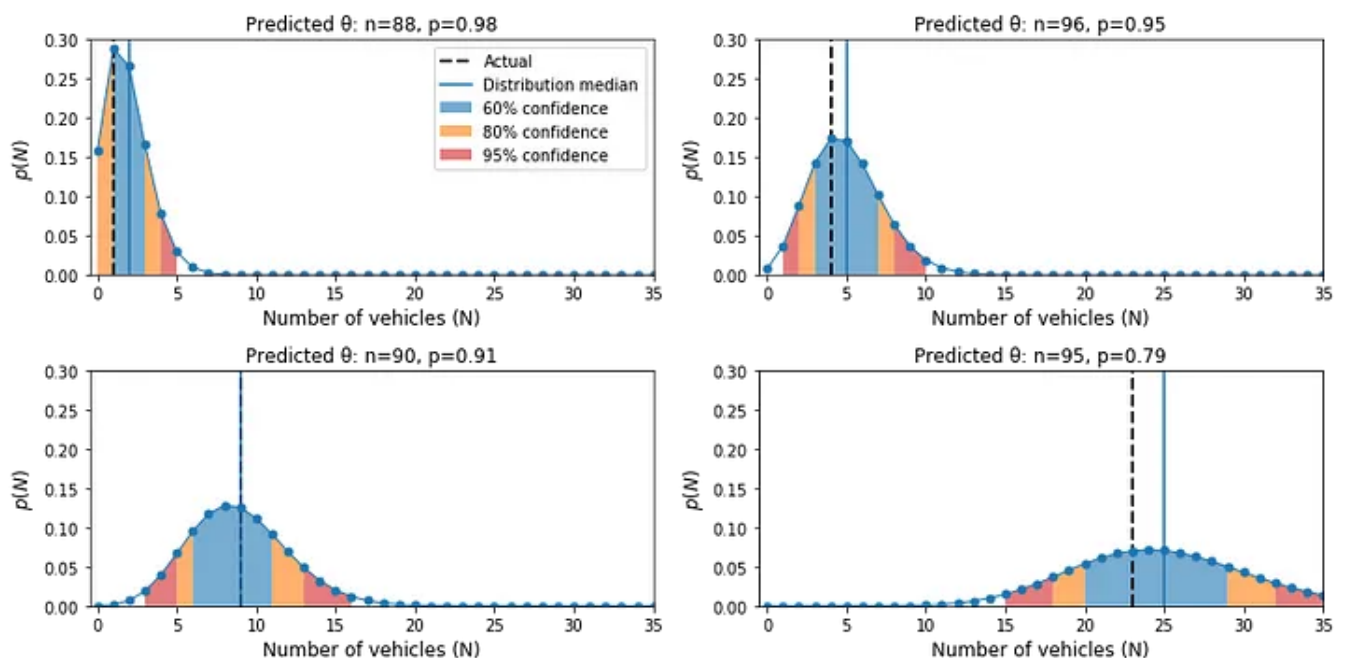 Predicted θ: n=88, p=0.98
0.30
0.25
0.20
0.15
0.10
0.05
0.00
p(N)
Actual
Distribution median
60% confidence
80% confidence
95% confidence
0 5 10 15 20 25 30 35
Number of vehicles (N)
Predicted θ: n=96, p=0.95
0.30
0.25
0.20
0.15
0.10
0.05
0.00
p(N)
0 5 10 15 20 25 30 35
Number of vehicles (N)
Predicted θ: n=90, p=0.91
0.30
0.25
0.20
0.15
0.10
0.05
0.00
p(N)
0 5 10 15 20 25 30 35
Number of vehicles (N)
Predicted θ: n=95, p=0.79
0.30
0.25
0.20
0.15
0.10
0.05
0.00
p(N)
0 5 10 15 20 25 30 35
Number of vehicles (N)